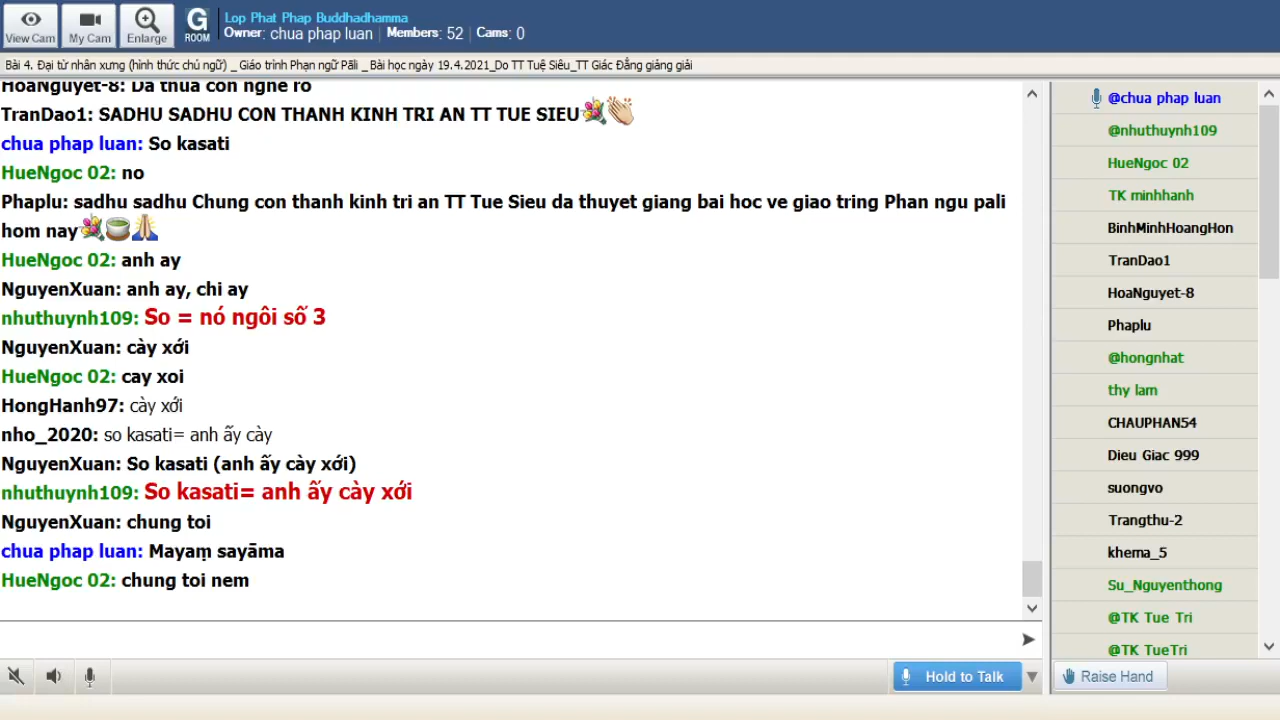 View Cam
My Cam
Enlarge
G
ROOM
Lop Phat Phap Buddhadhamma
Owner: chua phap luan | Members: 52 | Cams: 0
Bài 4. Đại từ nhân xưng (hình thức chủ ngữ) _ Giáo trình Phạn ngữ Pāli _ Bài học ngày 19.4.2021_Do TT Tuệ Siêu_TT Giác Đẳng giảng giải
HoaNguyet-8: Da thua con nghe ro
TranDao1: SADHU SADHU CON THANH KINH TRI AN TT TUE SIEU
chua phap luan: So kasati
HueNgoc 02: no
Phaplu: sadhu sadhu Chung con thanh kinh tri an TT Tue Sieu da thuyet giang bai hoc ve giao tring Phan ngu pali
hom nay
HueNgoc 02: anh ay
NguyenXuan: anh ay, chi ay
nhuthuynh109: So = nó ngôi số 3
NguyenXuan: cày xới
HueNgoc 02: cay xoi
HongHanh97: cày xới
nho_2020: so kasati= anh ấy cày
NguyenXuan: So kasati (anh ấy cày xới)
nhuthuynh109: So kasati= anh ấy cày xới
NguyenXuan: chung toi
chua phap luan: Mayaṃ sayāma
HueNgoc 02: chung toi nem
@chua phap luan
@nhuthuynh109
HueNgoc 02
TK minhhanh
BinhMinhHoangHon
TranDao1
HoaNguyet-8
Phaplu
@hongnhat
thy lam
CHAUPHAN54
Dieu Giac 999
suongvo
Trangthu-2
khema_5
Su_Nguyenthong
@TK Tue Tri
@TK TueTri
Hold to Talk
Raise Hand